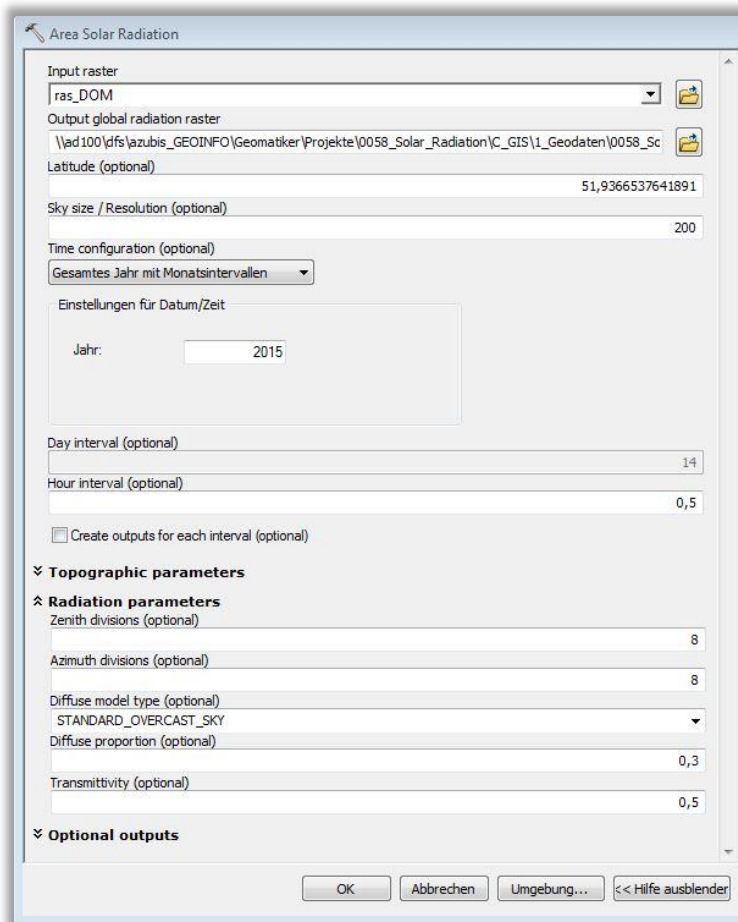 Area Solar Radiation
Input raster
ras_DOM
Output global radiation raster
\\ad100\dfs\azubis_GEOINFO\Geomatiker\Projekte\0058_Solar_Radiation\C_GIS\1_Geodaten\0058_Sc
Latitude (optional)
51,9366537641891
Sky size / Resolution (optional)
200
Time configuration (optional)
Gesamtes Jahr mit Monatsintervallen
Einstellungen für Datum/Zeit
Jahr:
2015
Day interval (optional)
14
Hour interval (optional)
0,5
Create outputs for each interval (optional)
Topographic parameters
Radiation parameters
Zenith divisions (optional)
8
Azimuth divisions (optional)
8
Diffuse model type (optional)
STANDARD_OVERCAST_SKY
Diffuse proportion (optional)
0,3
Transmittivity (optional)
0,5
Optional outputs
OK
Abbrechen
Umgebung...
<< Hilfe ausblenden